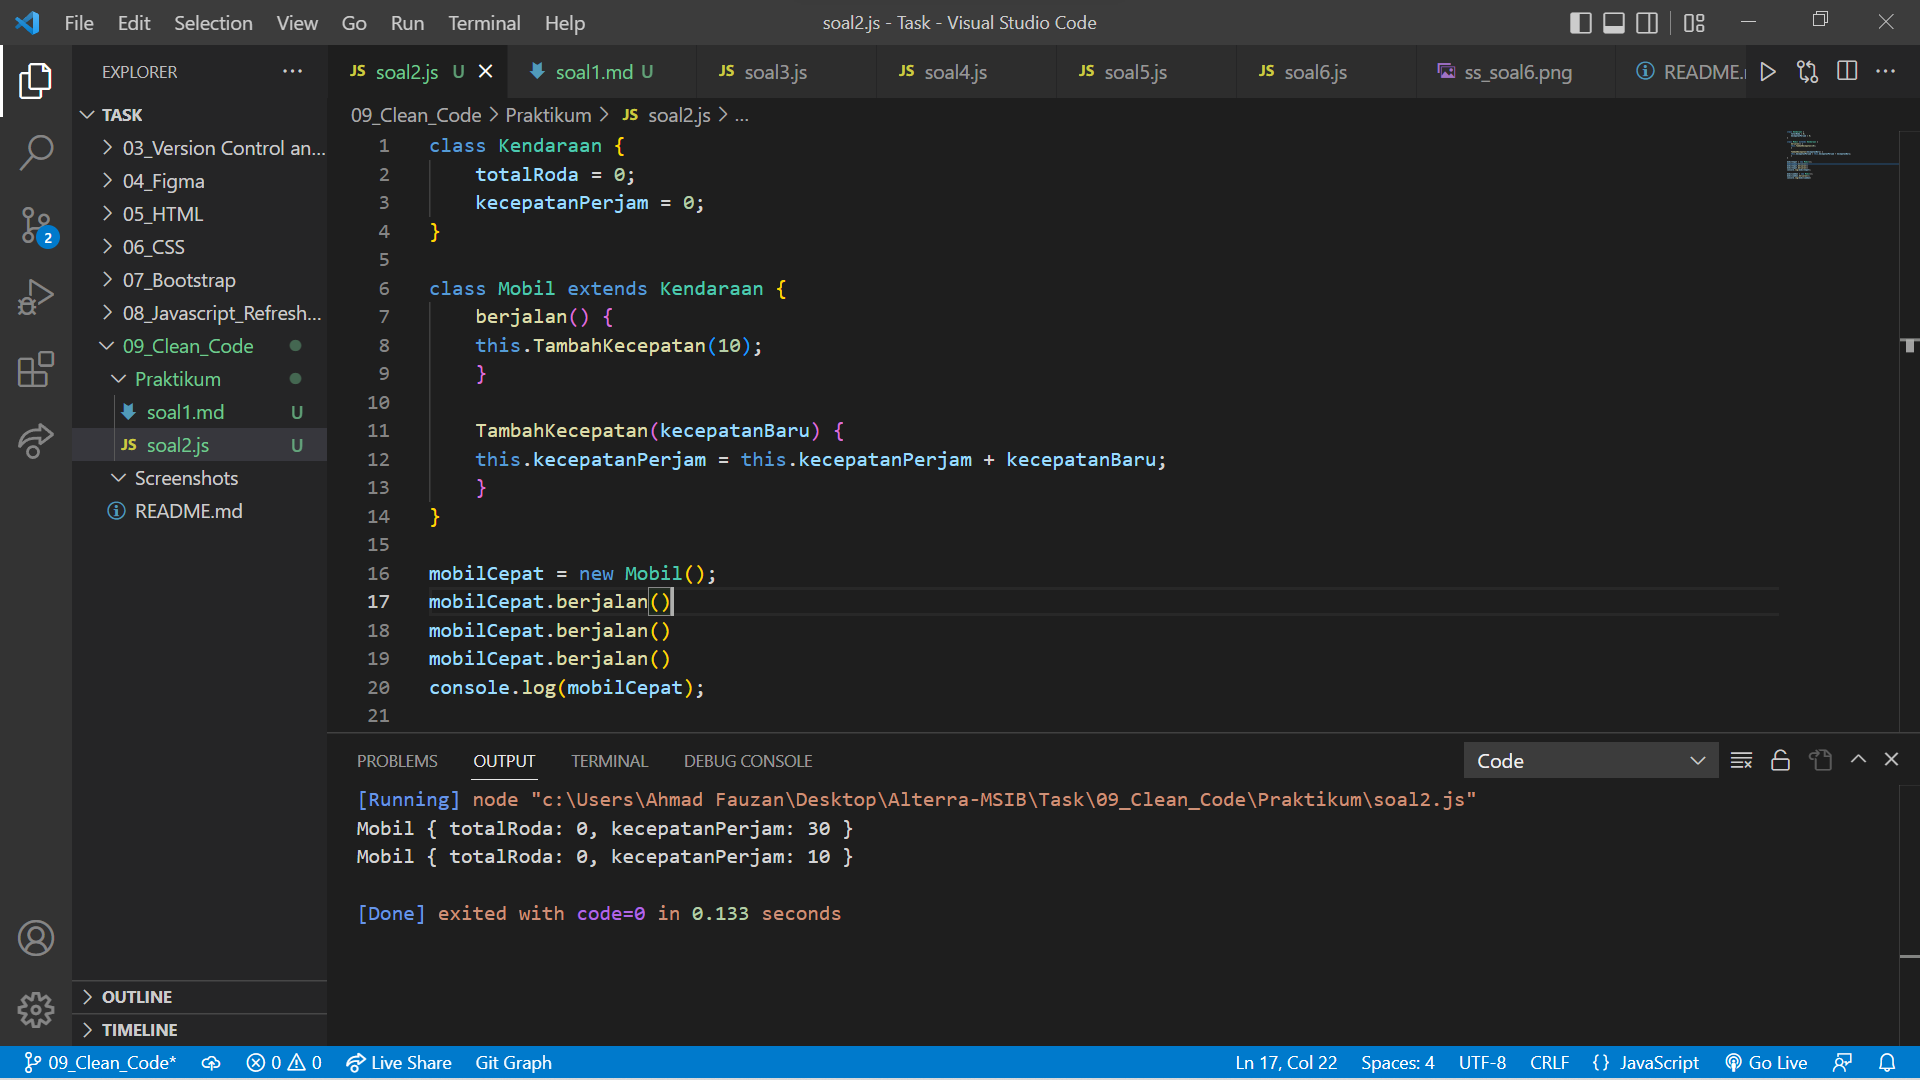 File Edit Selection View Go Run Terminal Help
soal2.js - Task - Visual Studio Code
EXPLORER
TASK
03_Version Control an...
04_Figma
05_HTML
06_CSS
07_Bootstrap
08_Javascript_Refresh...
09_Clean_Code
Praktikum
soal1.md U
JS soal2.js U
Screenshots
README.md
OUTLINE
TIMELINE
2
JS soal2.js U
soal1.md U
JS soal3.js
JS soal4.js
JS soal5.js
JS soal6.js
ss_soal6.png
README.
09_Clean_Code > Praktikum > JS soal2.js > ...
1 class Kendaraan {
2 totalRoda = 0;
3 kecepatanPerjam = 0;
4 }
5
6 class Mobil extends Kendaraan {
7 berjalan() {
8 this.TambahKecepatan(10);
9 }
10
11 TambahKecepatan(kecepatanBaru) {
12 this.kecepatanPerjam = this.kecepatanPerjam + kecepatanBaru;
13 }
14 }
15
16 mobilCepat = new Mobil();
17 mobilCepat.berjalan()
18 mobilCepat.berjalan()
19 mobilCepat.berjalan()
20 console.log(mobilCepat);
21
PROBLEMS OUTPUT TERMINAL DEBUG CONSOLE
Code
[Running] node "c:\Users\Ahmad Fauzan\Desktop\Alterra-MSIB\Task\09_Clean_Code\Praktikum\soal2.js"
Mobil { totalRoda: 0, kecepatanPerjam: 30 }
Mobil { totalRoda: 0, kecepatanPerjam: 10 }
[Done] exited with code=0 in 0.133 seconds
09_Clean_Code* 0 0 Live Share Git Graph
Ln 17, Col 22 Spaces: 4 UTF-8 CRLF {} JavaScript Go Live